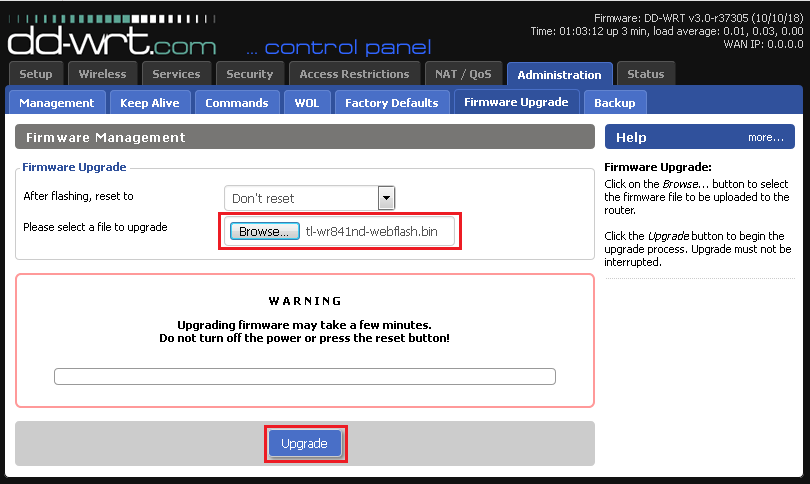 Firmware: DD-WRT v3.0-r37305 (10/10/18)
Time: 01:03:12 up 3 min, load average: 0.01, 0.03, 0.00
WAN IP: 0.0.0.0
dd-wrt.com ... control panel
Setup Wireless Services Security Access Restrictions NAT / QoS Administration Status
Management Keep Alive Commands WOL Factory Defaults Firmware Upgrade Backup
Firmware Management
Firmware Upgrade
After flashing, reset to Don't reset
Please select a file to upgrade Browse... tl-wr841nd-webflash.bin
WARNING
Upgrading firmware may take a few minutes.
Do not turn off the power or press the reset button!
Upgrade
Help more...
Firmware Upgrade:
Click on the Browse... button to select
the firmware file to be uploaded to the
router.
Click the Upgrade button to begin the
upgrade process. Upgrade must not be
interrupted.